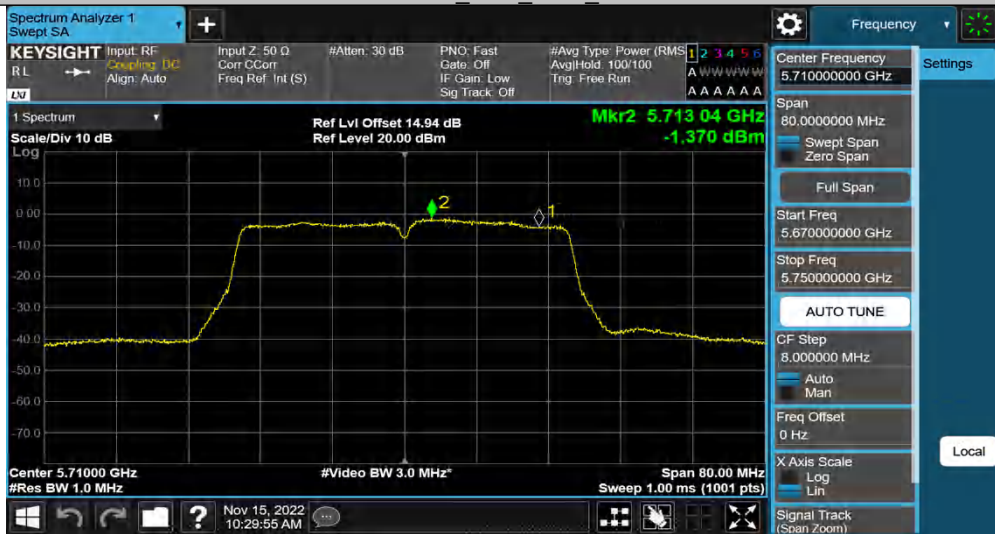 Spectrum Analyzer 1
Swept SA
+
Frequency
KEYSIGHT
RL
LXI
Input: RF
Coupling: DC
Align: Auto
Input Z: 50 Ω
Corr CCorr
Freq Ref: Int (S)
#Atten: 30 dB
PNO: Fast
Gate: Off
IF Gain: Low
Sig Track: Off
#Avg Type: Power (RMS
Avg|Hold: 100/100
Trig: Free Run
1 2 3 4 5 6
A W W W W W
A A A A A A
1 Spectrum
Scale/Div 10 dB
Log
Ref Lvl Offset 14.94 dB
Ref Level 20.00 dBm
Mkr2 5.713 04 GHz
-1.370 dBm
10.0
0.00
-10.0
-20.0
-30.0
-40.0
-50.0
-60.0
-70.0
2
1
Center 5.71000 GHz
#Res BW 1.0 MHz
#Video BW 3.0 MHz*
Span 80.00 MHz
Sweep 1.00 ms (1001 pts)
Center Frequency
5.710000000 GHz
Span
80.0000000 MHz
Swept Span
Zero Span
Full Span
Start Freq
5.670000000 GHz
Stop Freq
5.750000000 GHz
AUTO TUNE
CF Step
8.000000 MHz
Auto
Man
Freq Offset
0 Hz
X Axis Scale
Log
Lin
Signal Track
(Span Zoom)
Settings
Local
?
Nov 15, 2022
10:29:55 AM